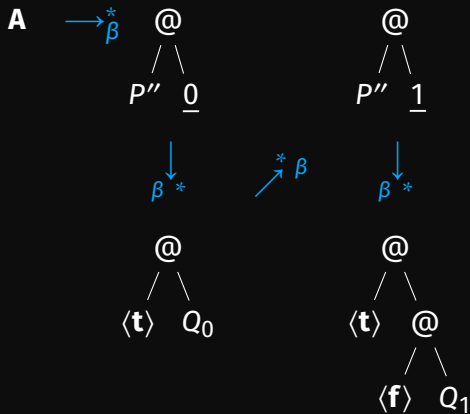 A →*β @ @
P″ 0 P″ 1
↓ ↗ * β ↓
β * β *
@ @
⟨t⟩ Q₀ ⟨t⟩ @
⟨f⟩ Q₁